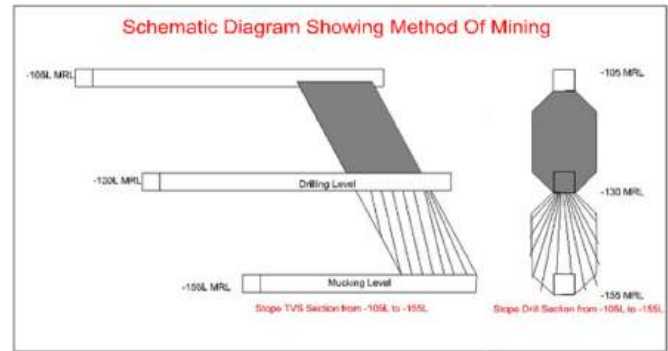 Schematic Diagram Showing Method Of Mining
-105L MRL
-105 MRL
-130L MRL
Drilling Level
-130 MRL
-155L MRL
Mucking Level
-155 MRL
Stope TVS Section from -105L to -155L
Stope Drill Section from -105L to -155L